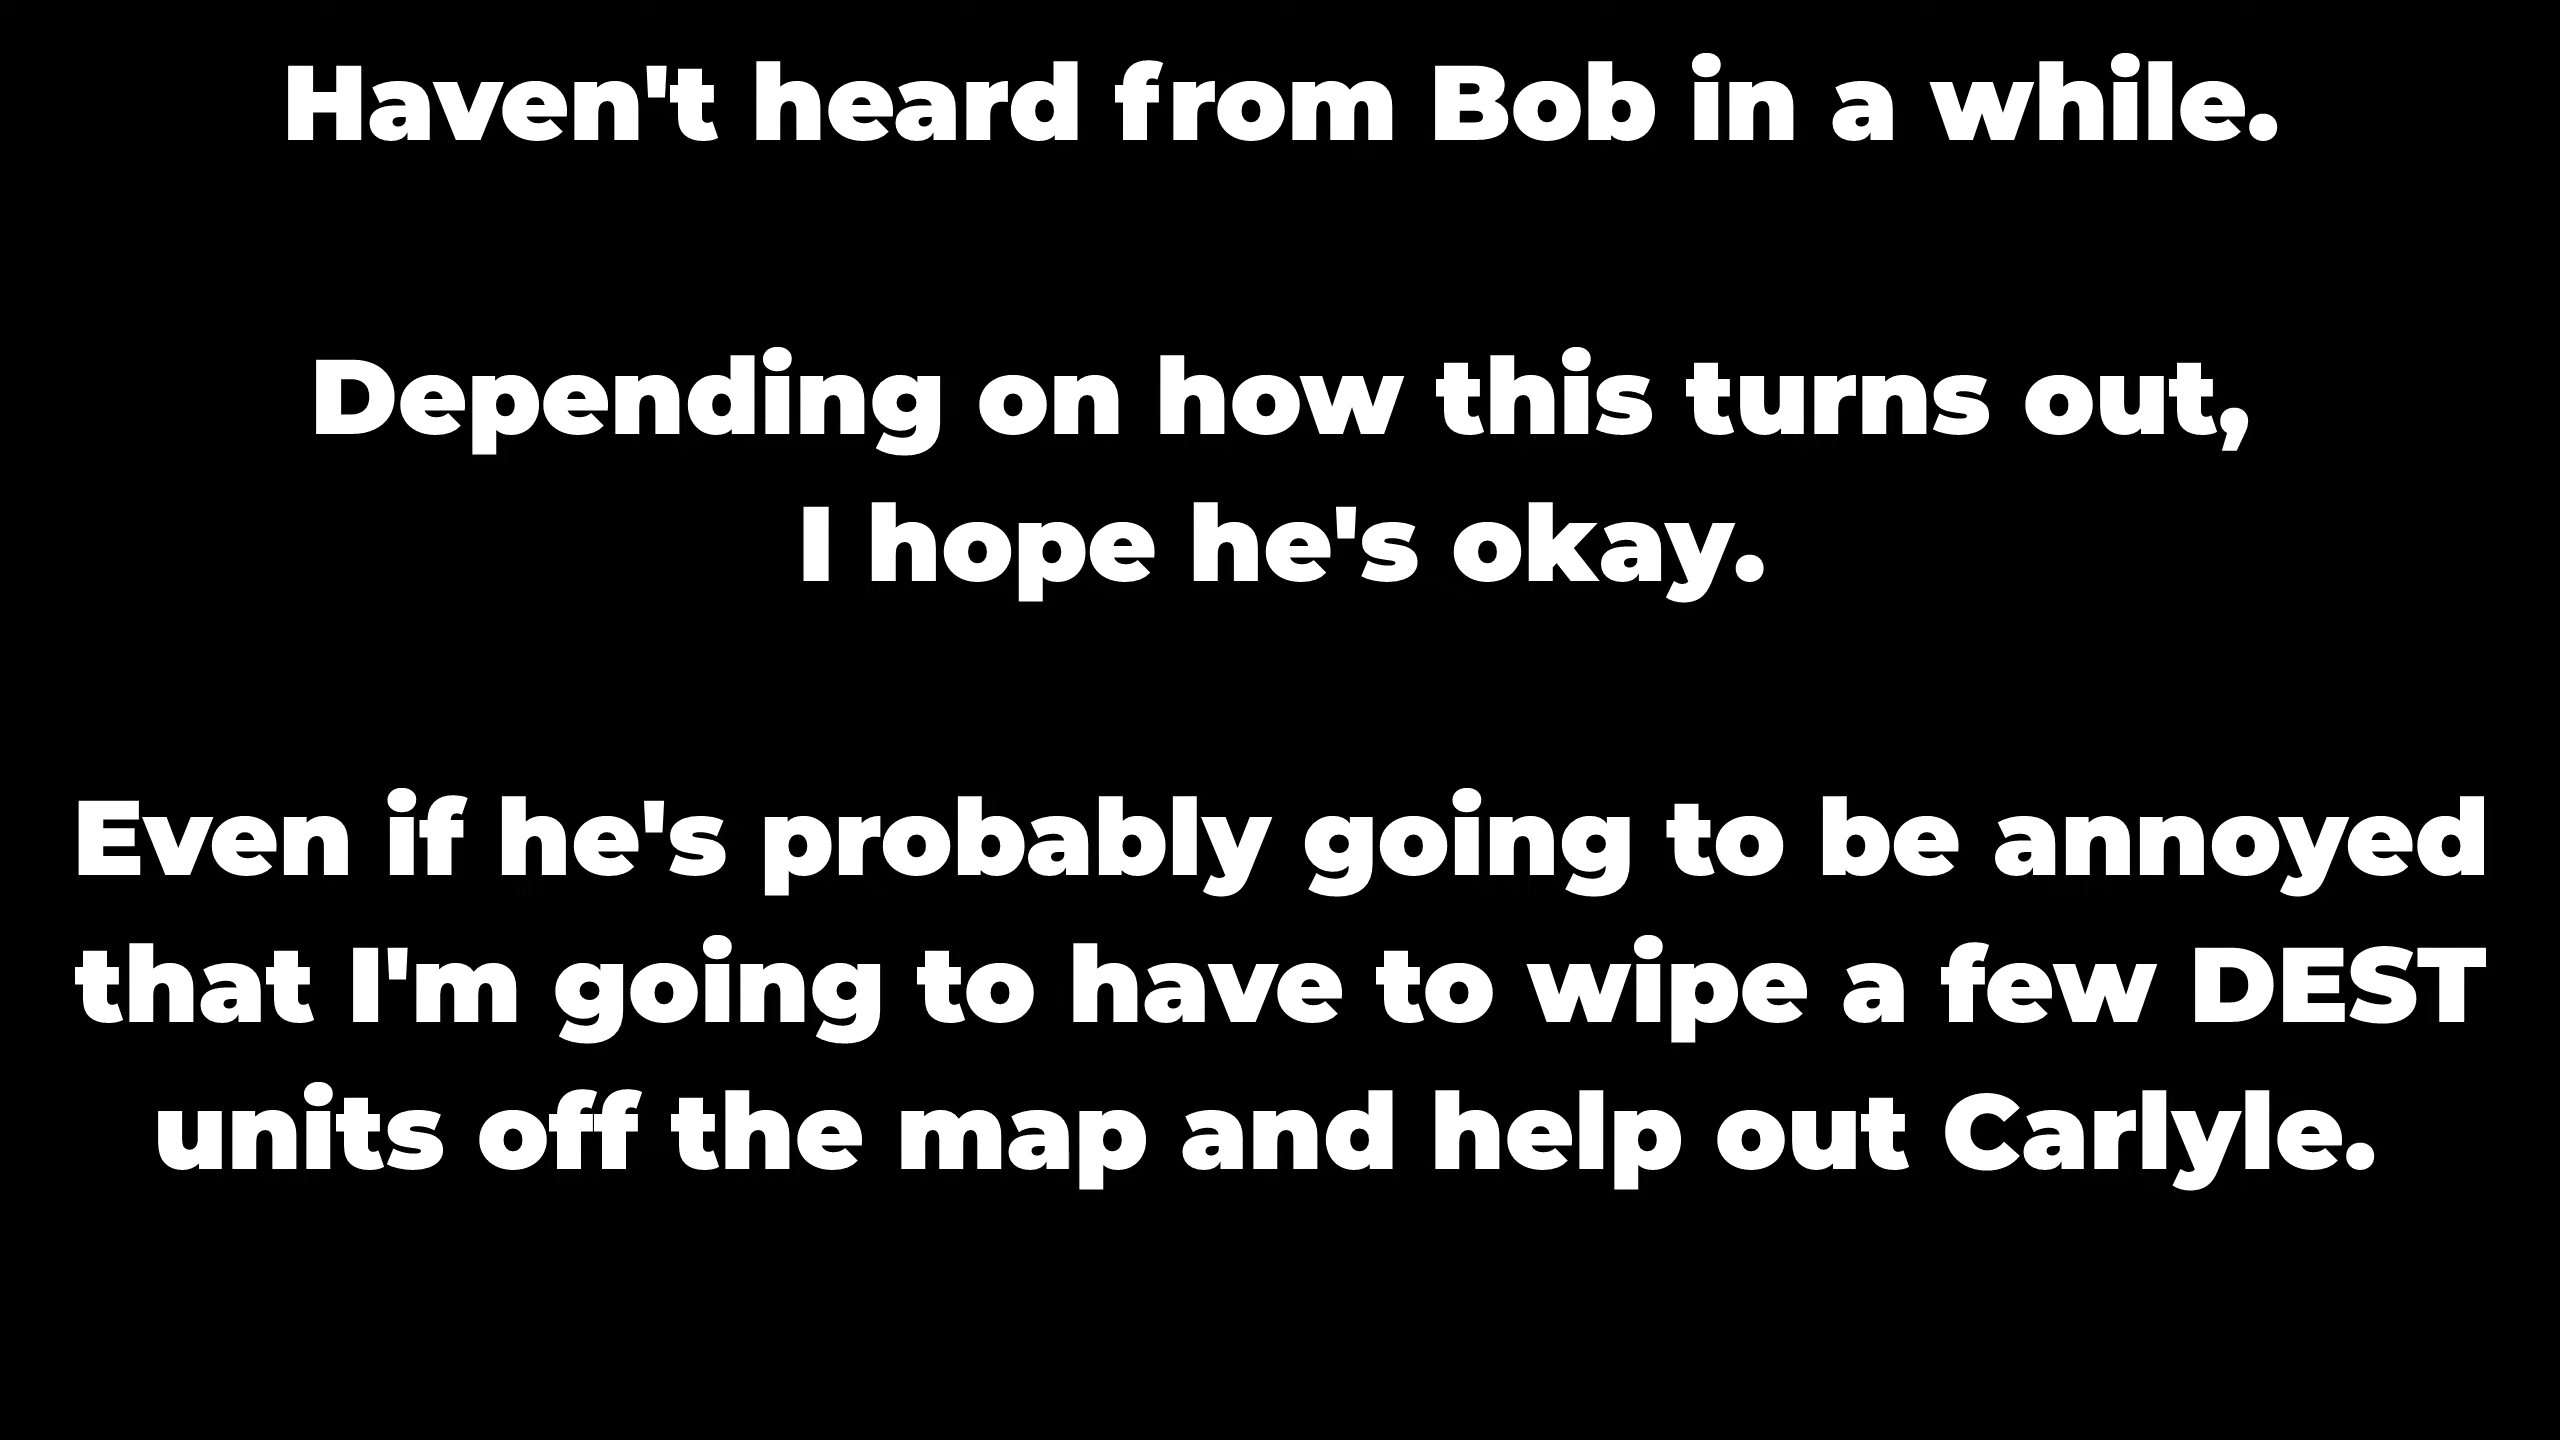 Haven't heard from Bob in a while.
Depending on how this turns out,
I hope he's okay.
Even if he's probably going to be annoyed
that I'm going to have to wipe a few DEST
units off the map and help out Carlyle.